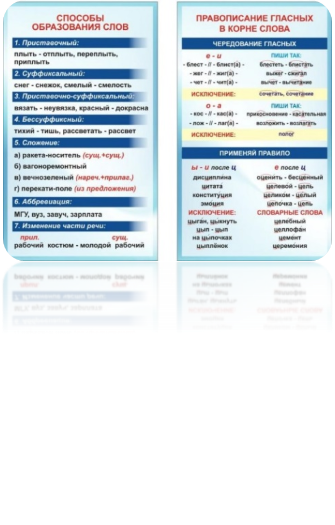 СПОСОБЫ
ОБРАЗОВАНИЯ СЛОВ
1. Приставочный:
плыть - отплыть, переплыть,
приплыть
2. Суффиксальный:
снег - снежок, смелый - смелость
3. Приставочно-суффиксальный:
вязать - неувязка, красный - докрасна
4. Бессуффиксный:
тихий - тишь, рассветать - рассвет
5. Сложение:
а) ракета-носитель (сущ.+сущ.)
б) вагоноремонтный
в) вечнозеленый (нареч.+прилаг.)
г) перекати-поле (из предложения)
6. Аббревиация:
МГУ, вуз, завуч, зарплата
7. Изменение части речи:
прил. сущ.
рабочий костюм - молодой рабочий
ПРАВОПИСАНИЕ ГЛАСНЫХ
В КОРНЕ СЛОВА
ЧЕРЕДОВАНИЕ ГЛАСНЫХ
е - и ПИШИ ТАК:
- блест - // - блист(а) - блестеть - блистать
- жег - // - жиг(а) - выжег - сжигал
- чет - // - чит(а) - вычет - вычитание
ИСКЛЮЧЕНИЕ: сочетать, сочетание
о - а ПИШИ ТАК:
- кос - // - кас(а) - прикосновение - касательная
- лож - // - лаг(а) - возложить - возлагать
ИСКЛЮЧЕНИЕ: полог
ПРИМЕНЯЙ ПРАВИЛО
ы - и после ц е после ц
дисциплина оценить - бесценный
цитата целевой - цель
конституция целиком - целый
эмоция цепочка - цепь
ИСКЛЮЧЕНИЕ: СЛОВАРНЫЕ СЛОВА
цыган, цыкнуть целебный
цып - цып целлофан
на цыпочках цемент
цыплёнок церемония